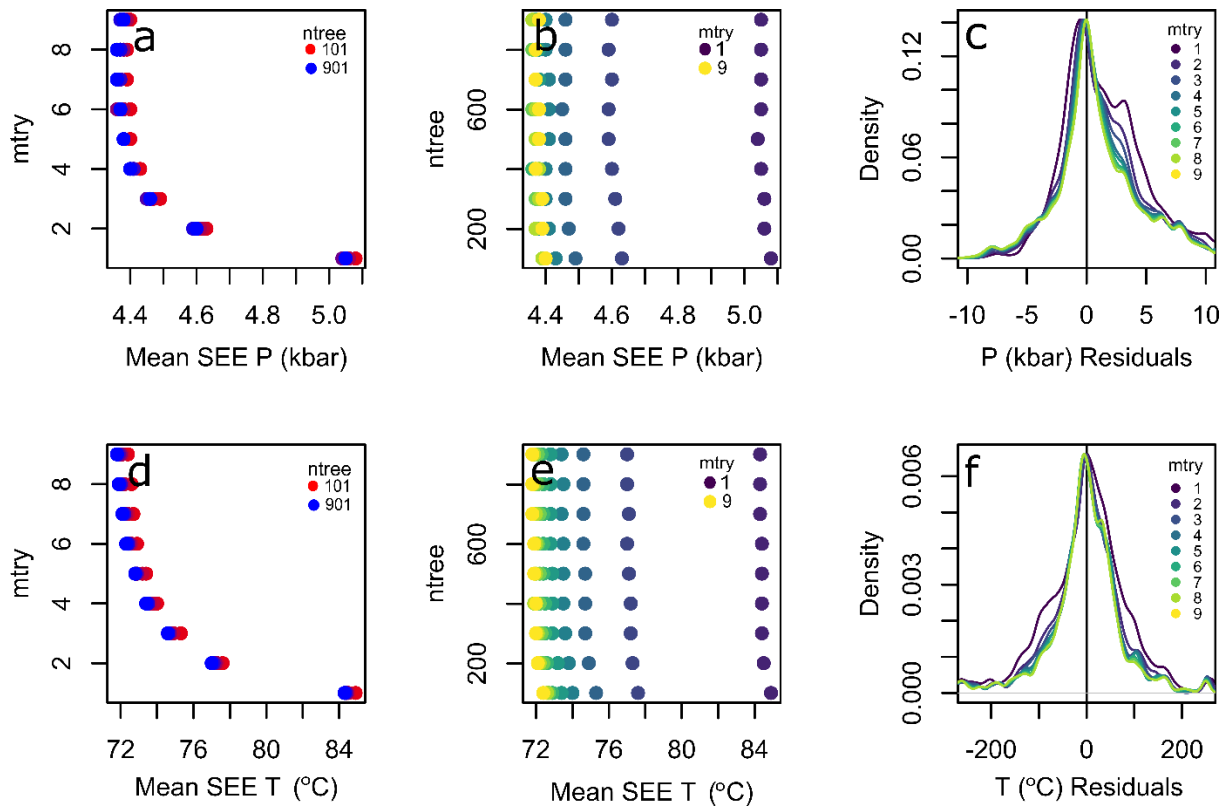 a
ntree
101
901
mtry
8
6
4
2
4.4 4.6 4.8 5.0
Mean SEE P (kbar)
b
mtry
1
9
ntree
600
200
4.4 4.6 4.8 5.0
Mean SEE P (kbar)
c
mtry
1
2
3
4
5
6
7
8
9
Density
0.12
0.06
0.00
-10 -5 0 5 10
P (kbar) Residuals
d
ntree
101
901
mtry
8
6
4
2
72 76 80 84
Mean SEE T (ºC)
e
mtry
1
9
ntree
600
200
72 76 80 84
Mean SEE T (ºC)
f
mtry
1
2
3
4
5
6
7
8
9
Density
0.006
0.003
0.000
-200 0 200
T (ºC) Residuals